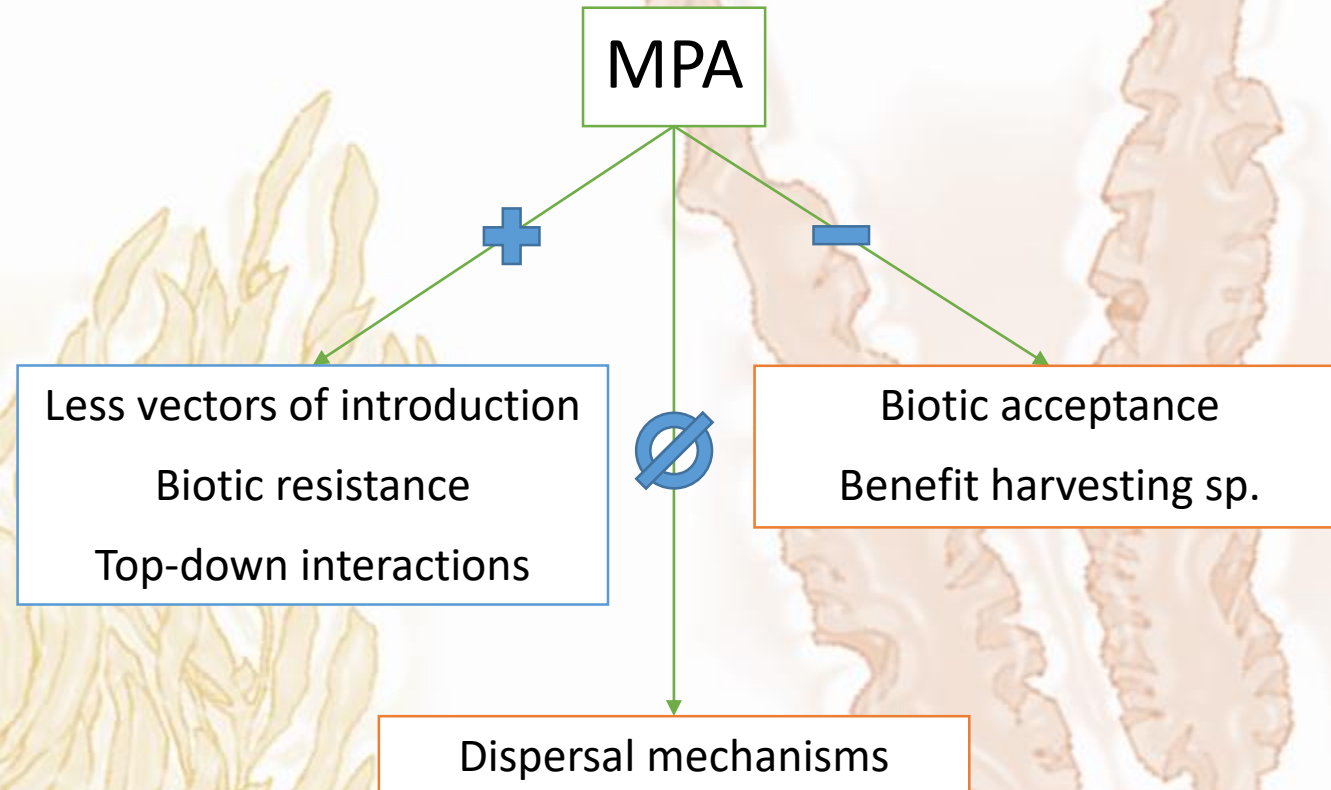 MPA
Less vectors of introduction
Biotic resistance
Top-down interactions
Biotic acceptance
Benefit harvesting sp.
Dispersal mechanisms